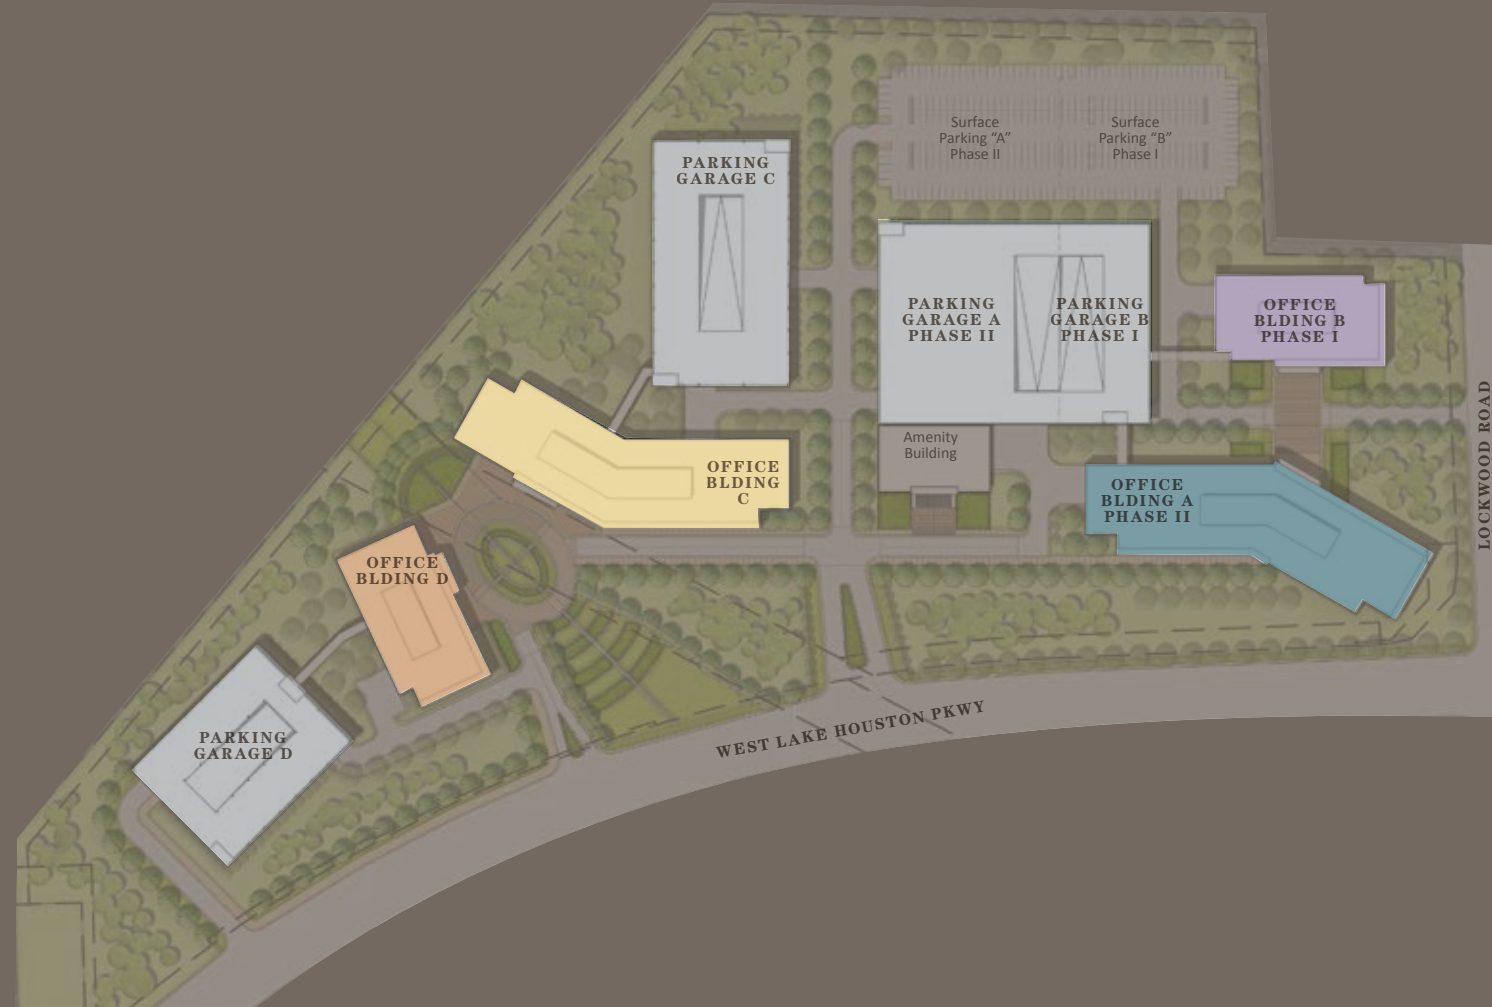 Surface
Parking "A"
Phase II
Surface
Parking "B"
Phase I
PARKING
GARAGE C
PARKING
GARAGE A
PHASE II
PARKING
GARAGE B
PHASE I
OFFICE
BLDING B
PHASE I
LOCKWOOD ROAD
Amenity
Building
OFFICE
BLDING
C
OFFICE
BLDING A
PHASE II
OFFICE
BLDING D
PARKING
GARAGE D
WEST LAKE HOUSTON PKWY